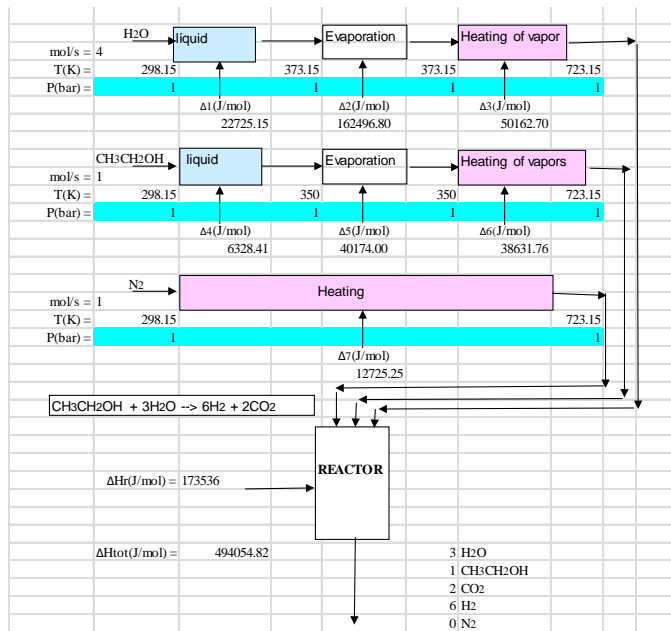 H2O liquid Evaporation Heating of vapor
mol/s = 4
T(K) = 298.15 373.15 373.15 723.15
P(bar) = 1 1 1 1
Δ1(J/mol) Δ2(J/mol) Δ3(J/mol)
22725.15 162496.80 50162.70
CH3CH2OH liquid Evaporation Heating of vapors
mol/s = 1
T(K) = 298.15 350 350 723.15
P(bar) = 1 1 1 1
Δ4(J/mol) Δ5(J/mol) Δ6(J/mol)
6328.41 40174.00 38631.76
N2 Heating
mol/s = 1
T(K) = 298.15 723.15
P(bar) = 1 1
Δ7(J/mol)
12725.25
CH3CH2OH + 3H2O --> 6H2 + 2CO2
REACTOR
ΔHr(J/mol) = 173536
ΔHtot(J/mol) = 494054.82 3 H2O
1 CH3CH2OH
2 CO2
6 H2
0 N2